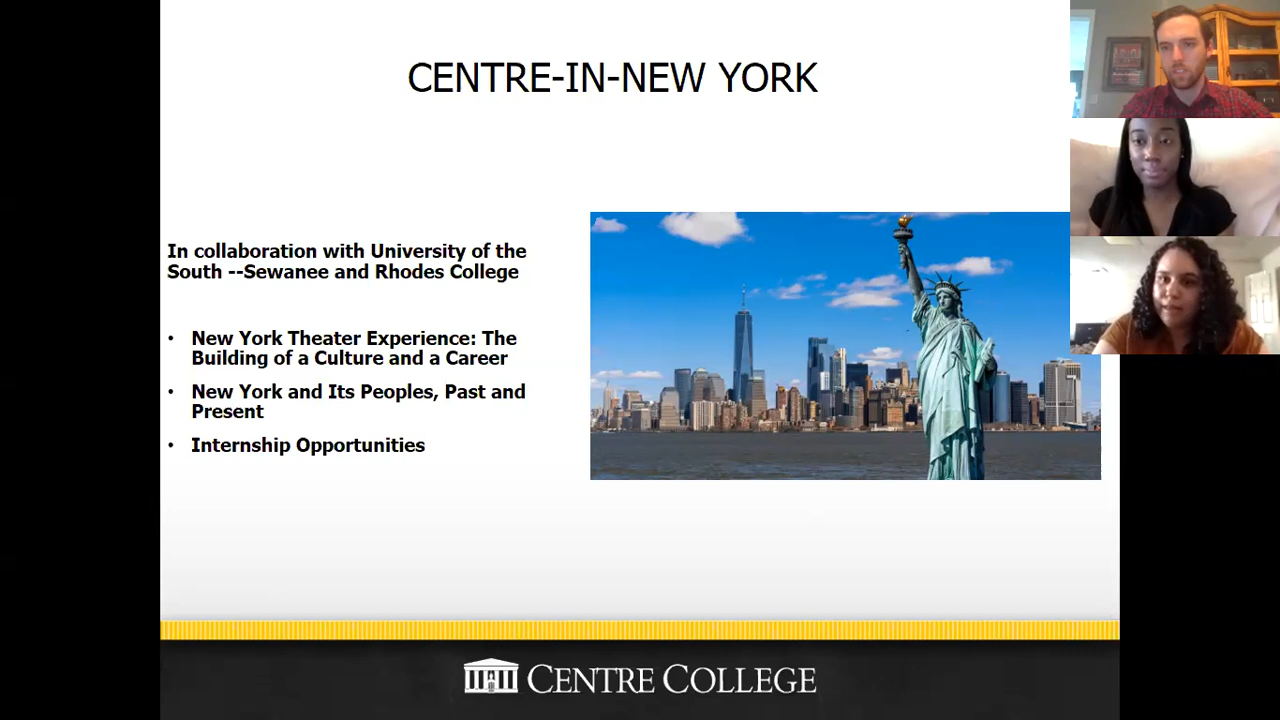 CENTRE-IN-NEW YORK
In collaboration with University of the
South --Sewanee and Rhodes College
• New York Theater Experience: The
Building of a Culture and a Career
• New York and Its Peoples, Past and
Present
• Internship Opportunities
CENTRE COLLEGE